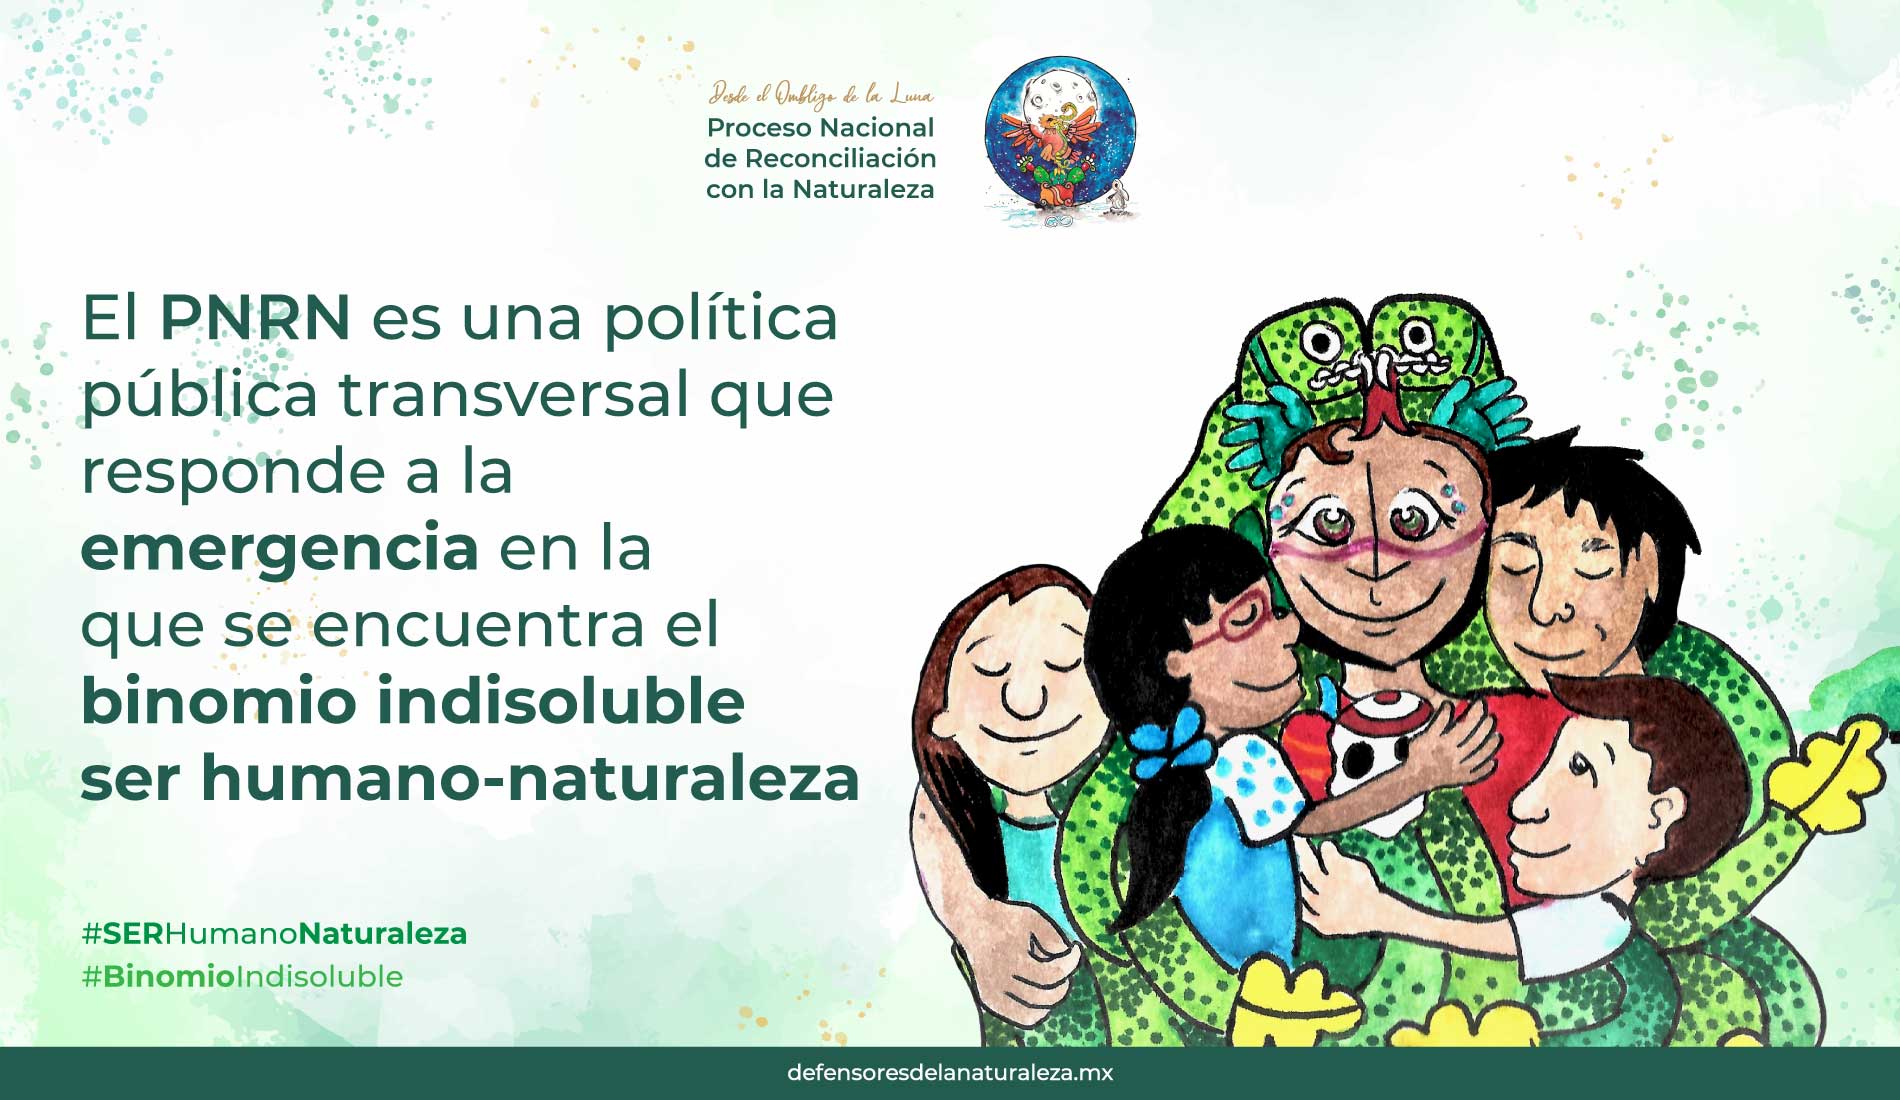 Desde el Ombligo de la Luna
Proceso Nacional
de Reconciliación
con la Naturaleza
El PNRN es una política
pública transversal que
responde a la
emergencia en la
que se encuentra el
binomio indisoluble
ser humano-naturaleza
#SERHumanoNaturaleza
#BinomioIndisoluble
defensoresdelanaturaleza.mx